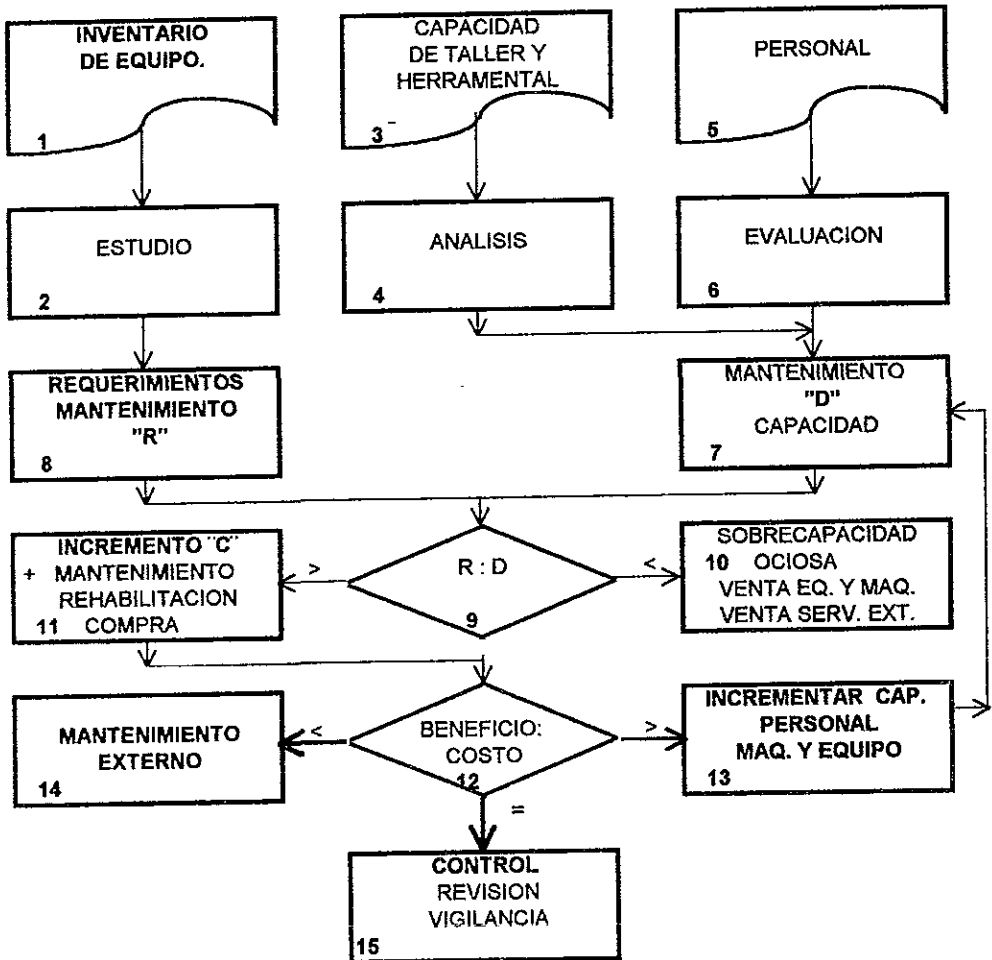 INVENTARIO
DE EQUIPO.
1
CAPACIDAD
DE TALLER Y
HERRAMENTAL
3
PERSONAL
5
ESTUDIO
2
ANALISIS
4
EVALUACION
6
REQUERIMIENTOS
MANTENIMIENTO
"R"
8
MANTENIMIENTO
"D"
CAPACIDAD
7
INCREMENTO "C"
+ MANTENIMIENTO
REHABILITACION
11 COMPRA
>
R : D
9
<
SOBRECAPACIDAD
10 OCIOSA
VENTA EQ. Y MAQ.
VENTA SERV. EXT.
MANTENIMIENTO
EXTERNO
14
<
BENEFICIO:
COSTO
12
>
INCREMENTAR CAP.
PERSONAL
MAQ. Y EQUIPO
13
=
CONTROL
REVISION
VIGILANCIA
15